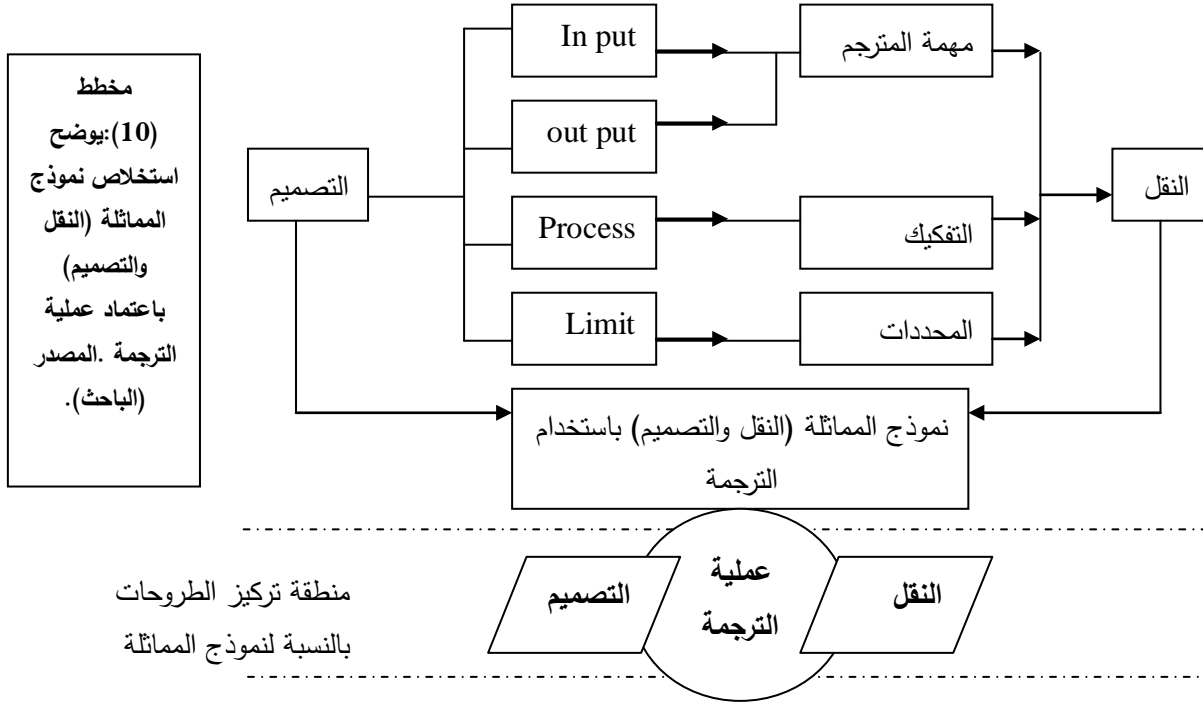 In put
مهمة المترجم
مخطط
(10):يوضح
استخلاص نموذج
المماثلة (النقل
والتصميم)
باعتماد عملية
الترجمة .المصدر
(الباحث).
out put
التصميم
النقل
Process
التفكيك
Limit
المحددات
نموذج المماثلة (النقل والتصميم) باستخدام
الترجمة
عملية
الترجمة
التصميم
النقل
منطقة تركيز الطروحات
بالنسبة لنموذج المماثلة